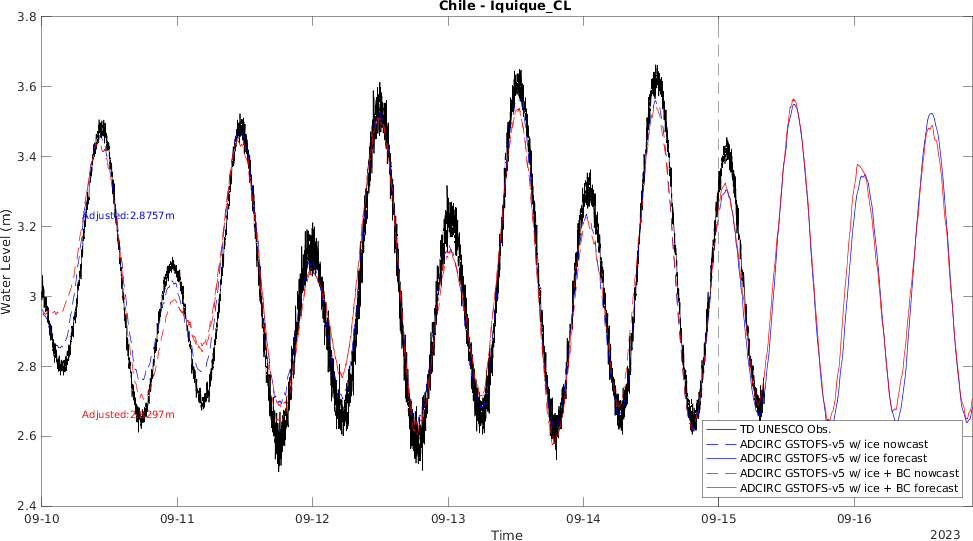 Chile - Iquique_CL
3.8
3.6
3.4
3.2
3
2.8
2.6
2.4
Water Level (m)
Adjusted:2.8757m
TD UNESCO Obs.
ADCIRC GSTOFS-v5 w/ ice nowcast
ADCIRC GSTOFS-v5 w/ ice forecast
ADCIRC GSTOFS-v5 w/ ice + BC nowcast
ADCIRC GSTOFS-v5 w/ ice + BC forecast
09-10 09-11 09-12 09-13 09-14 09-15 09-16
Time
2023